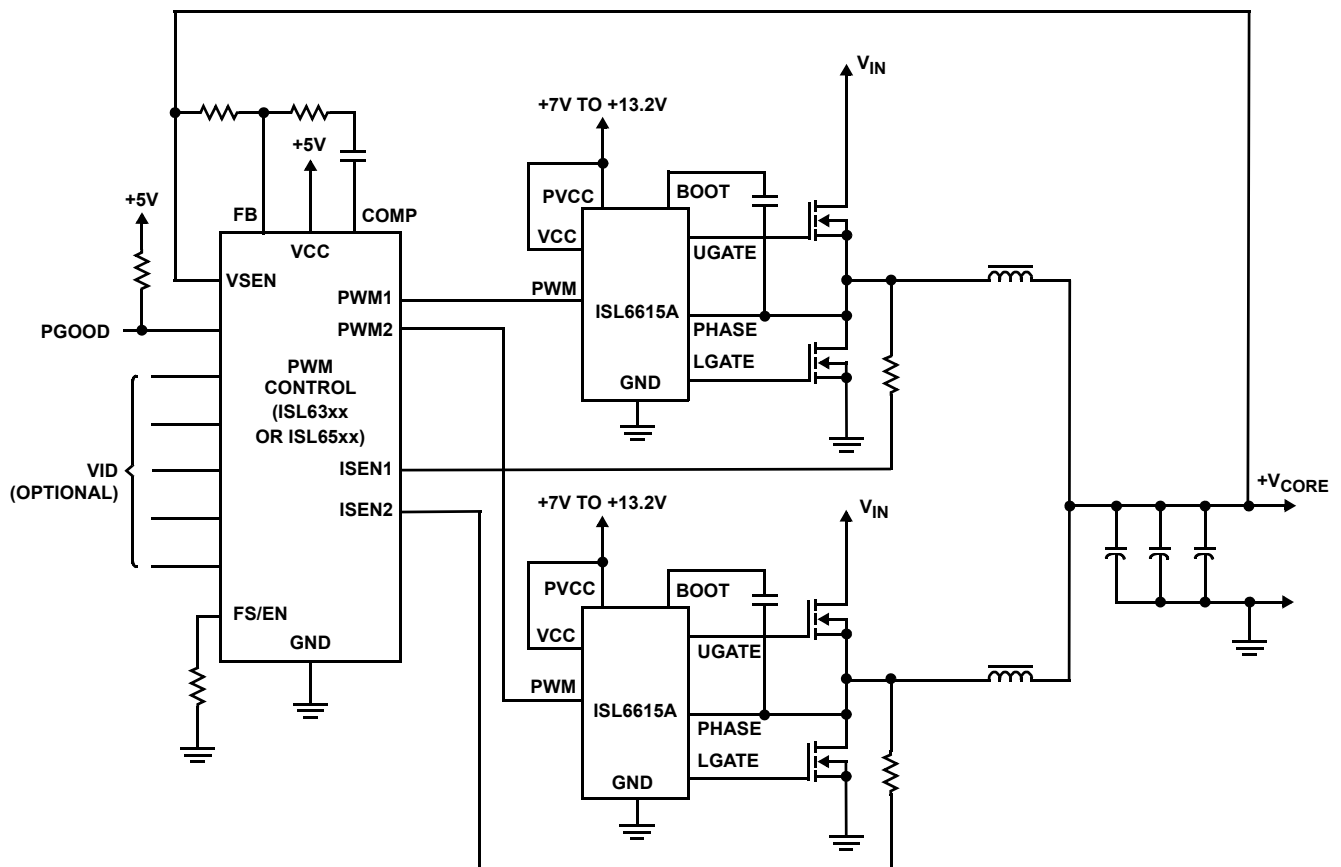 V_IN
+7V TO +13.2V
+5V
+5V
FB
COMP
VCC
VSEN
PWM1
PWM2
PGOOD
PWM
CONTROL
(ISL63xx
OR ISL65xx)
VID
(OPTIONAL)
ISEN1
ISEN2
FS/EN
GND
PVCC
VCC
PWM
BOOT
UGATE
ISL6615A
PHASE
LGATE
GND
+V_CORE
+7V TO +13.2V
V_IN
PVCC
VCC
PWM
BOOT
UGATE
ISL6615A
PHASE
LGATE
GND